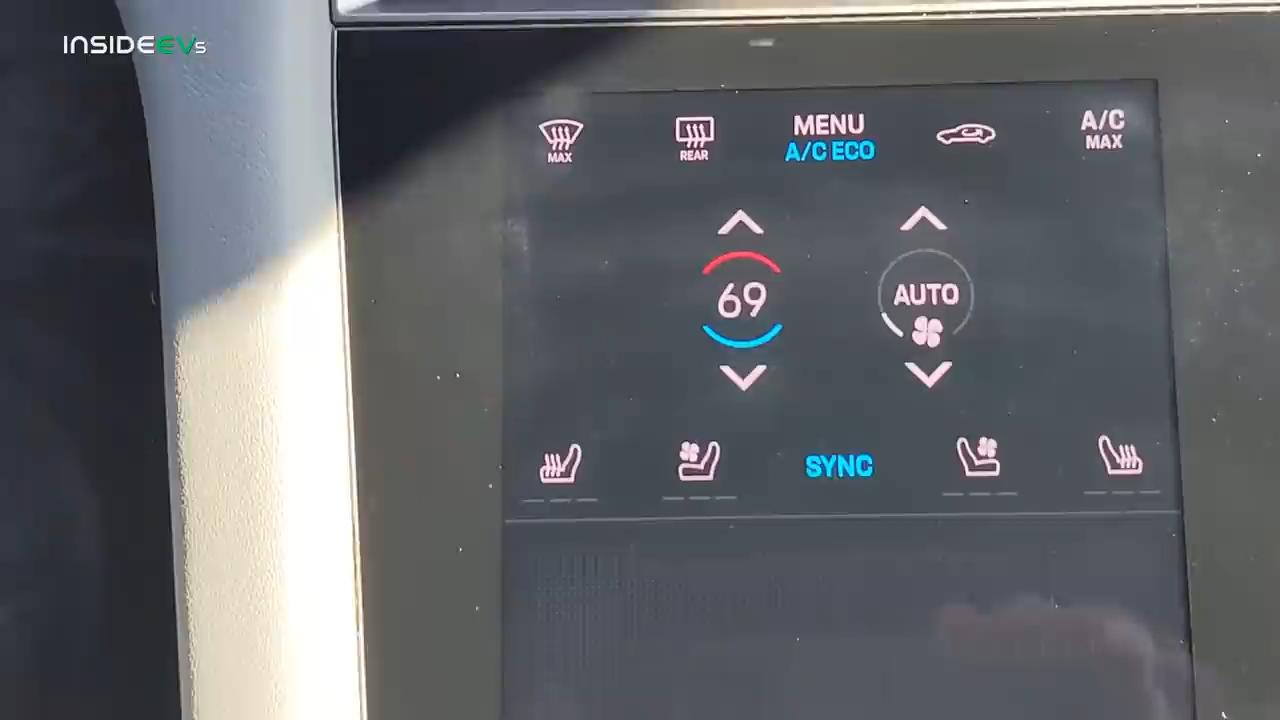 INSIDEEVs
MAX
REAR
MENU
A/C ECO
A/C
MAX
69
AUTO
SYNC